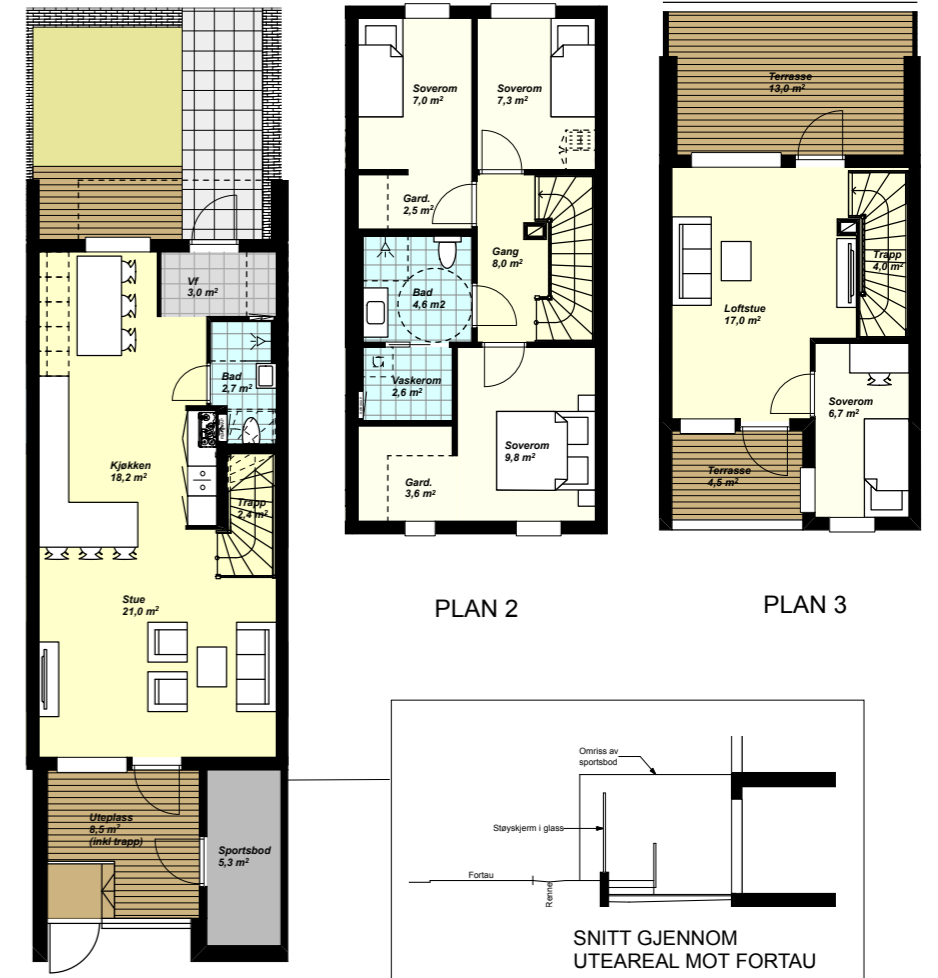 Vf
3,0 m²
Bad
2,7 m²
Kjøkken
18,2 m²
Trapp
2,4 m²
Stue
21,0 m²
Uteplass
8,5 m²
(inkl trapp)
Sportsbod
5,3 m²
Soverom
7,0 m²
Soverom
7,3 m²
Gard.
2,5 m²
Gang
8,0 m²
Bad
4,6 m2
Vaskerom
2,6 m²
Soverom
9,8 m²
Gard.
3,6 m²
PLAN 2
Terrasse
13,0 m²
Trapp
4,0 m²
Loftstue
17,0 m²
Soverom
6,7 m²
Terrasse
4,5 m²
PLAN 3
Omriss av
sportsbod
Støyskjerm i glass
Fortau
Renne
SNITT GJENNOM
UTEAREAL MOT FORTAU